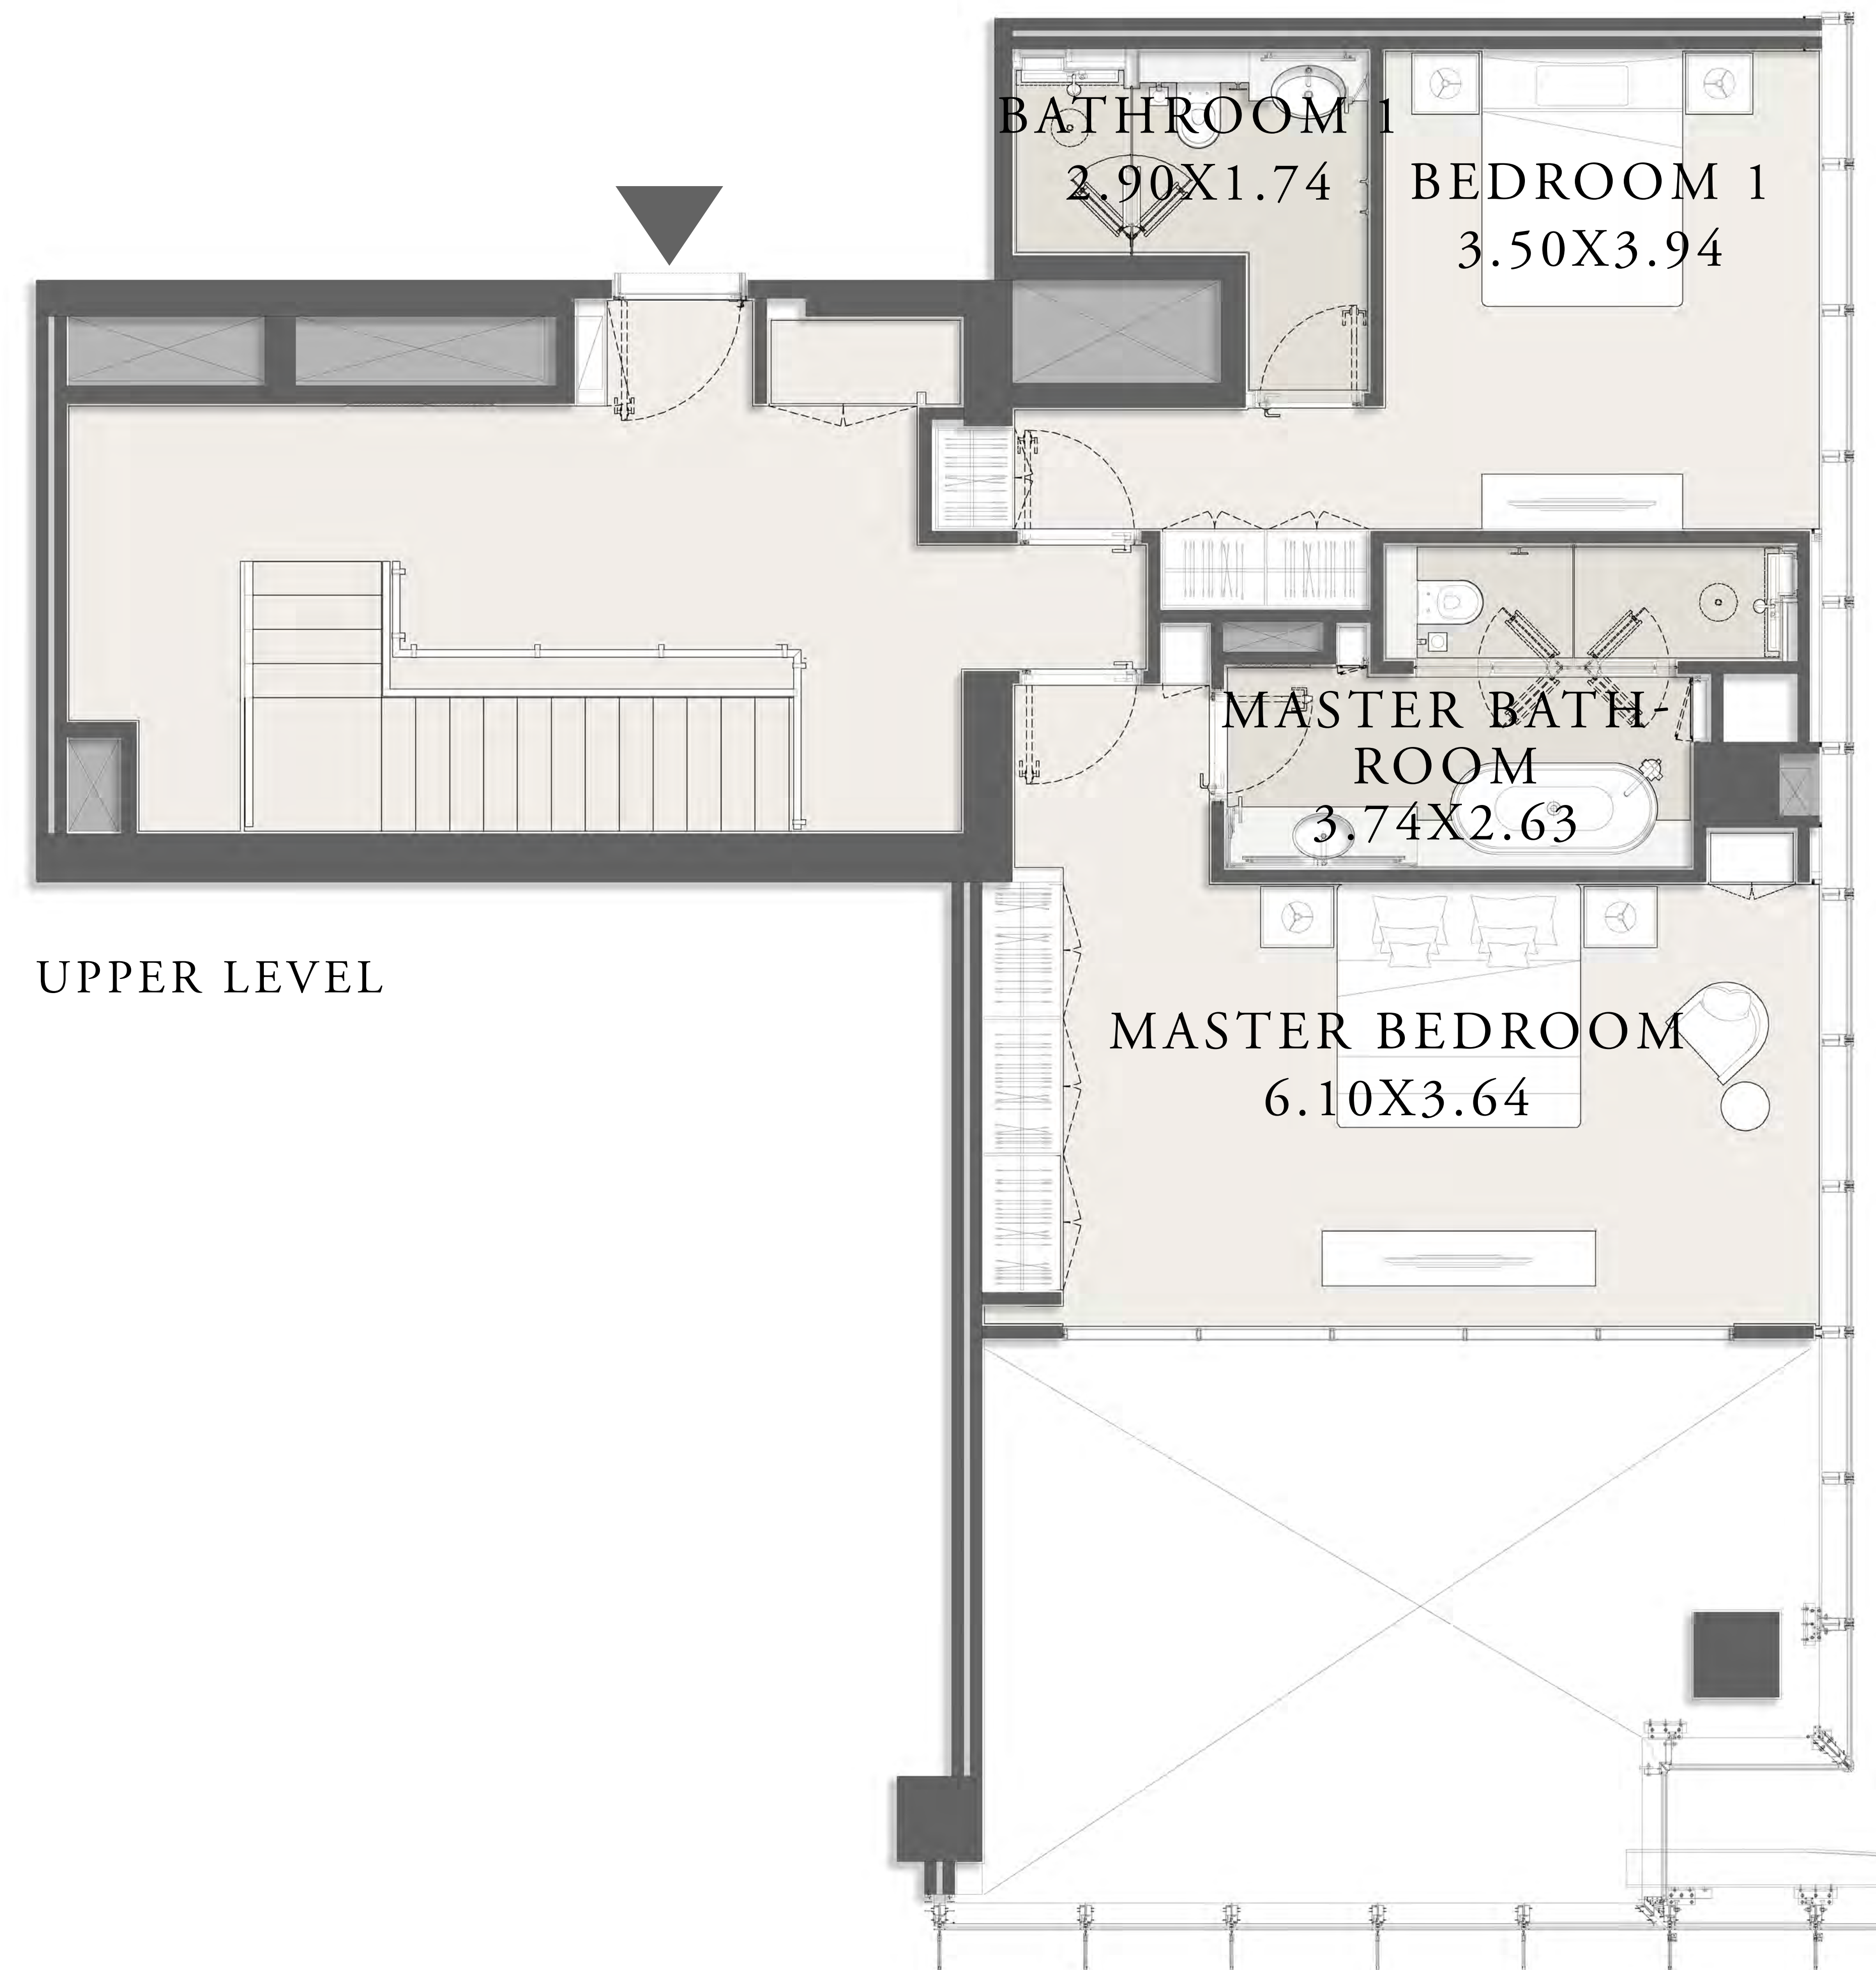 BATHROOM 1
2.90X1.74
BEDROOM 1
3.50X3.94
MASTER BATH-
ROOM
3.74X2.63
UPPER LEVEL
MASTER BEDROOM
6.10X3.64